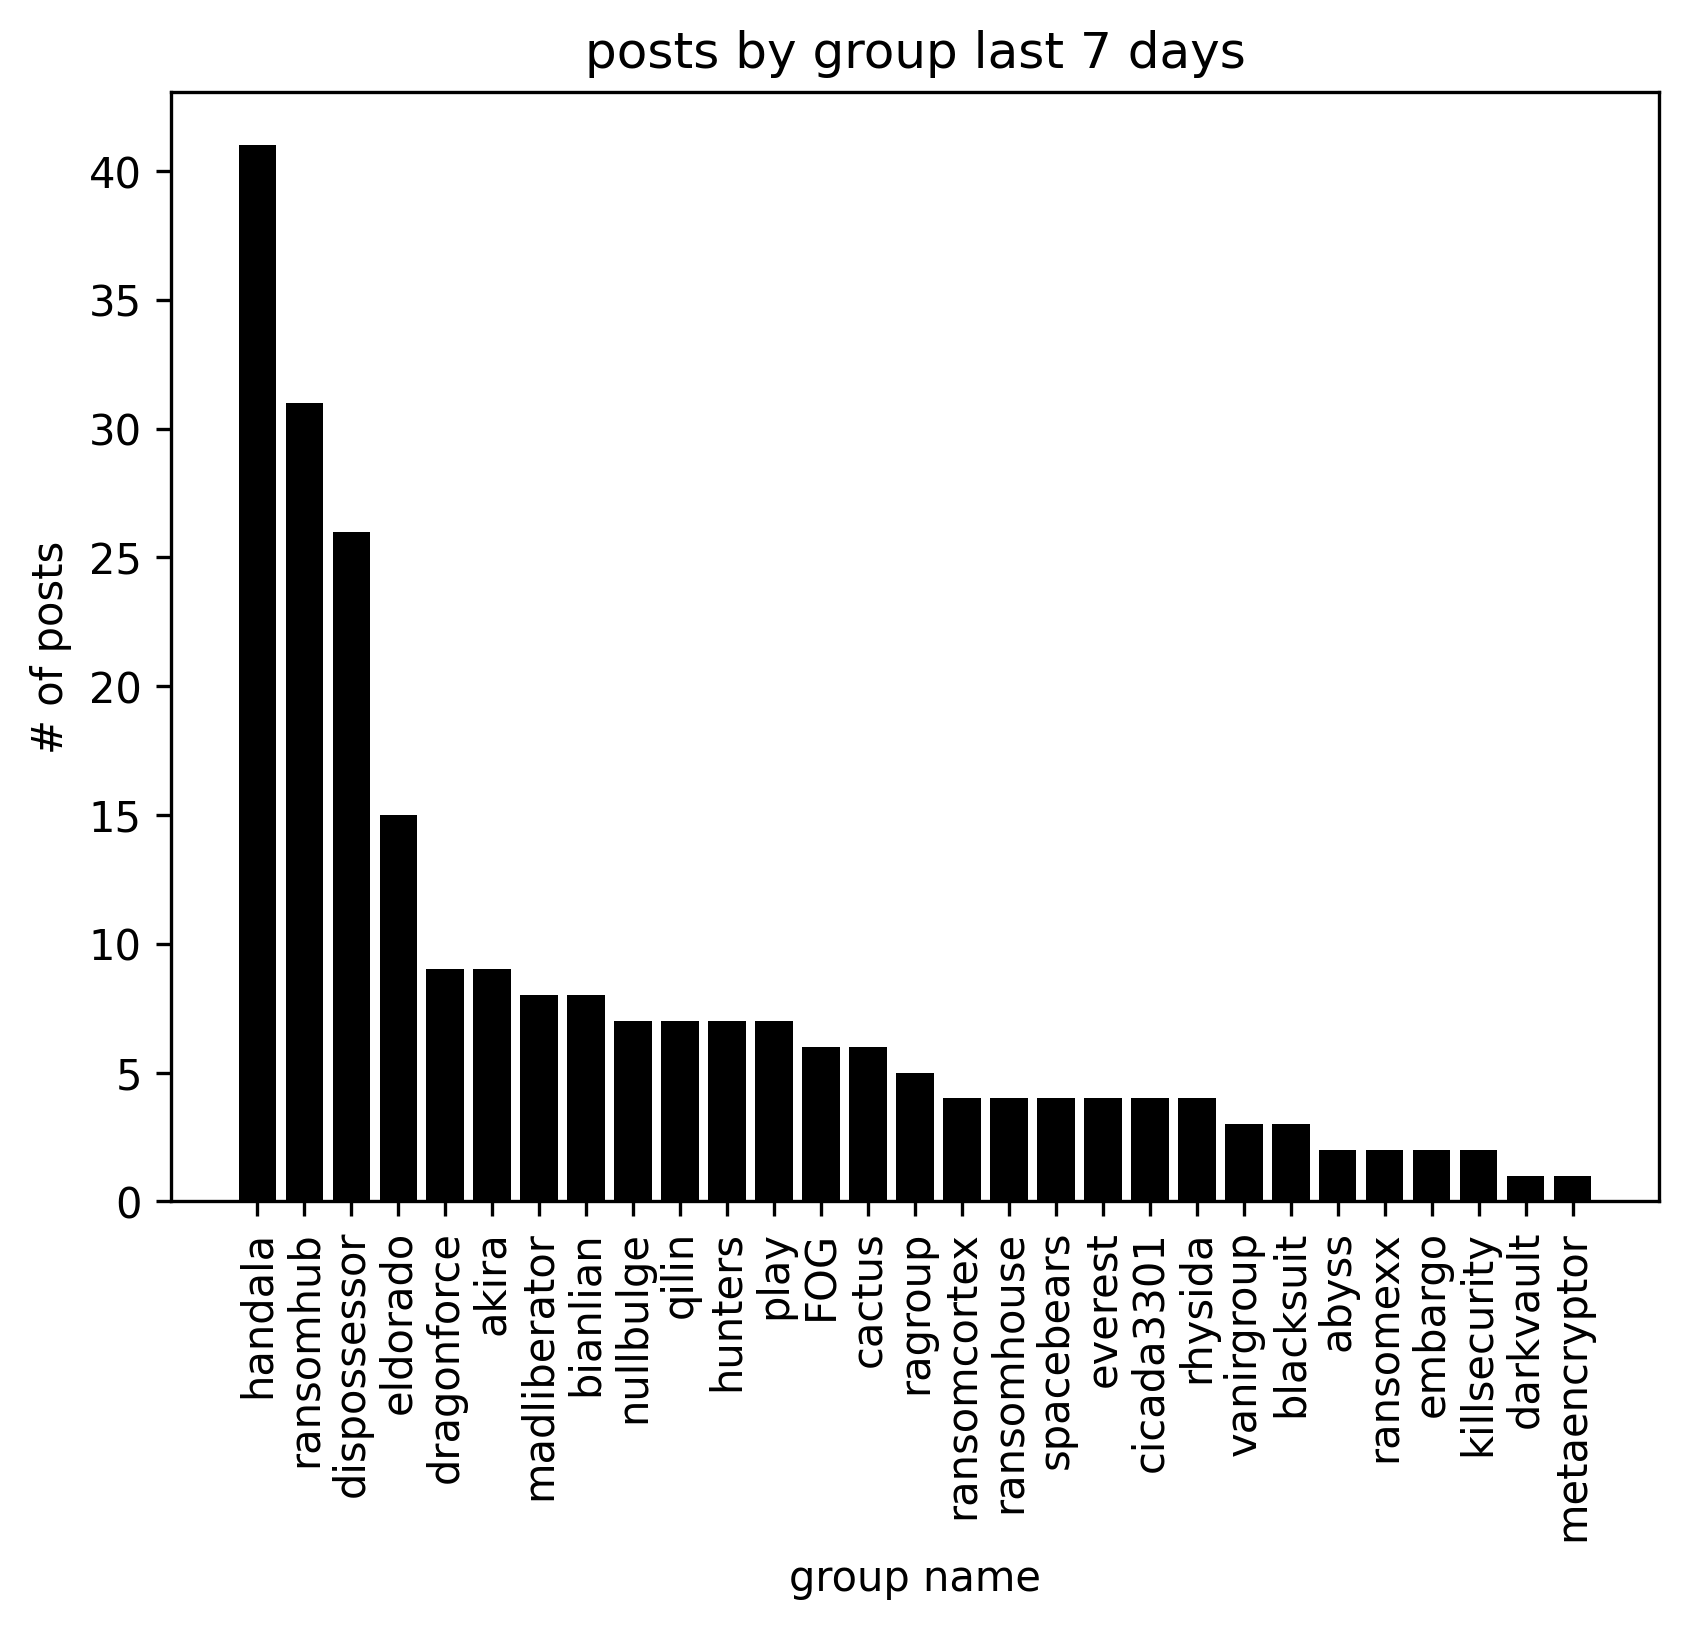 posts by group last 7 days
# of posts
40
35
30
25
20
15
10
5
0
handala
ransomhub
dispossessor
eldorado
dragonforce
akira
madliberator
bianlian
nullbulge
qilin
hunters
play
FOG
cactus
ragroup
ransomcortex
ransomhouse
spacebears
everest
cicada3301
rhysida
vanirgroup
blacksuit
abyss
ransomexx
embargo
killsecurity
darkvault
metaencryptor
group name